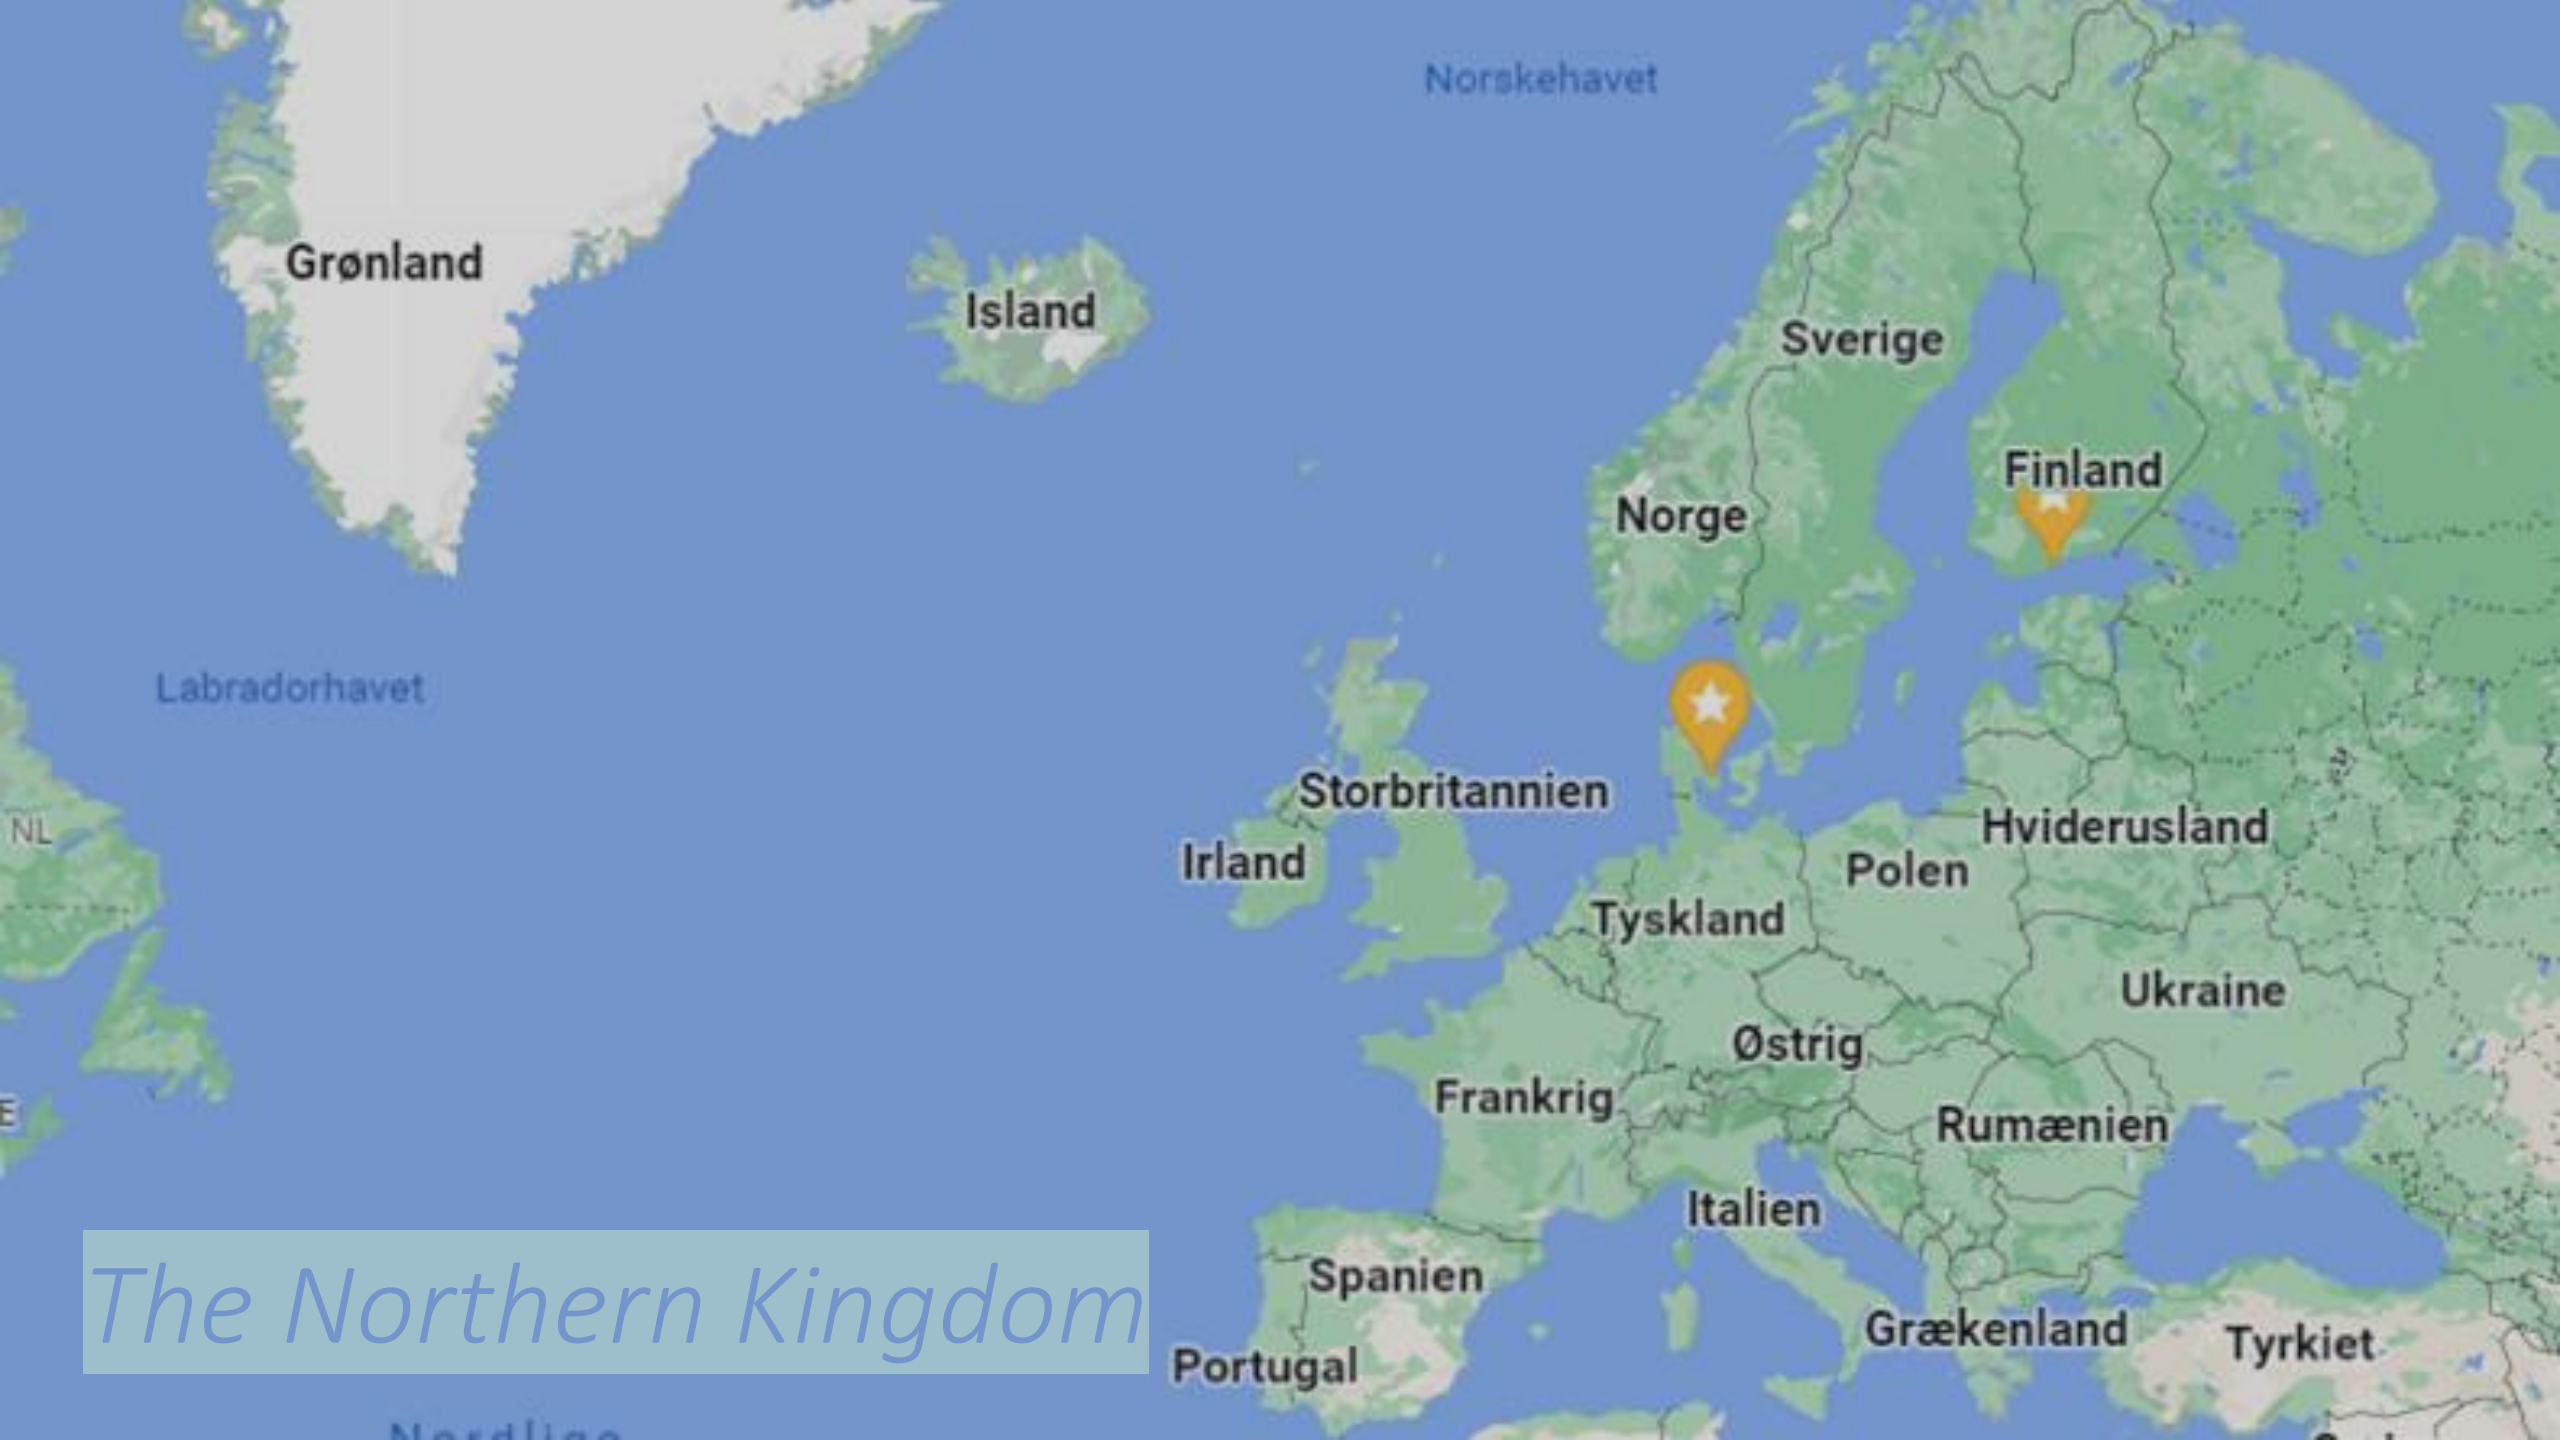 Norskehavet
Grønland
Island
Sverige
Finland
Norge
Labradorhavet
Storbritannien
NL
Hviderusland
Irland
Polen
Tyskland
Ukraine
Østrig
Frankrig
E
Rumænien
Italien
Spanien
The Northern Kingdom
Grækenland
Tyrkiet
Portugal